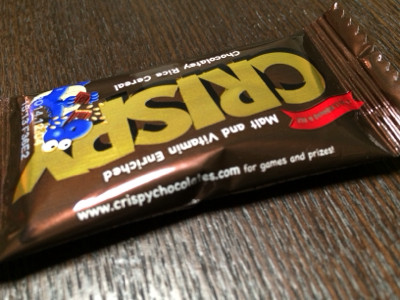 Chocolatey Rice Cereal
CRISPY
Malt and Vitamin Enriched
www.crispychocolates.com for games and prizes!